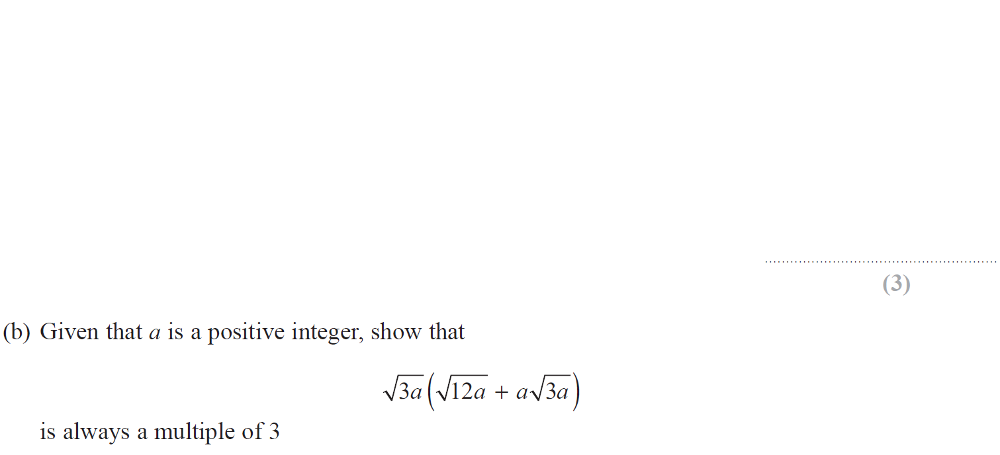 ....................................................
(3)
(b) Given that a is a positive integer, show that
√3a(√12a + a√3a)
is always a multiple of 3